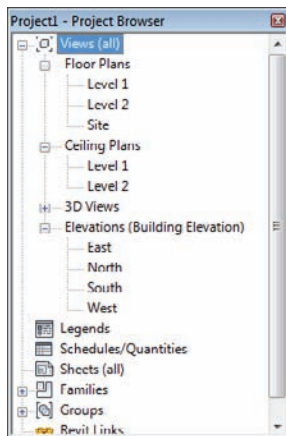 Project1 - Project Browser
Views (all)
Floor Plans
Level 1
Level 2
Site
Ceiling Plans
Level 1
Level 2
3D Views
Elevations (Building Elevation)
East
North
South
West
Legends
Schedules/Quantities
Sheets (all)
Families
Groups
Revit Links